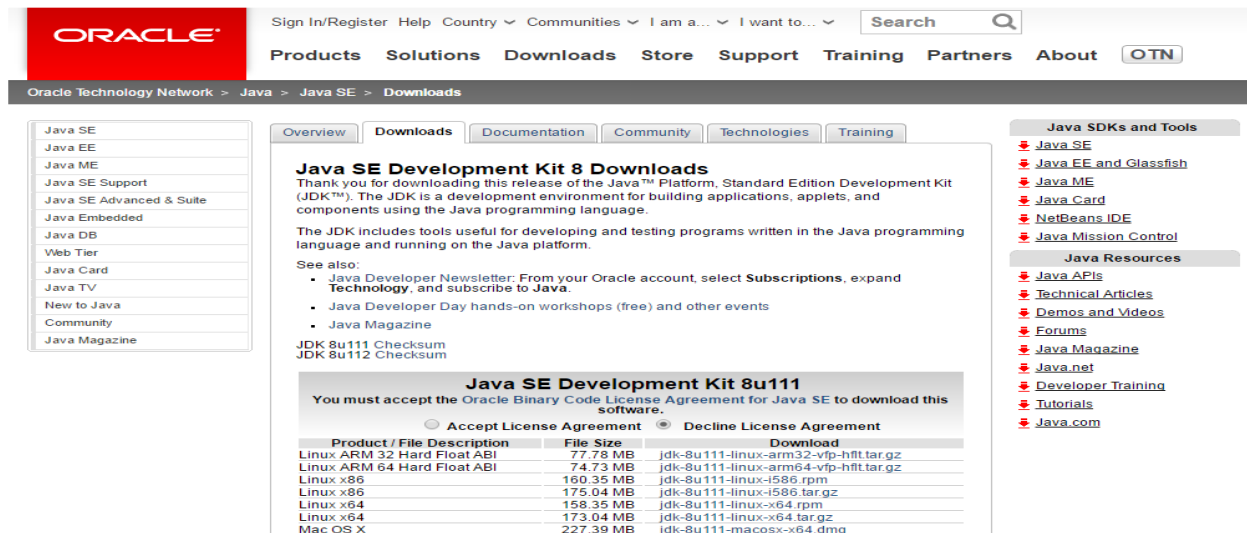 ORACLE
Sign In/Register Help Country Communities I am a... I want to... Search
Products Solutions Downloads Store Support Training Partners About OTN
Oracle Technology Network > Java > Java SE > Downloads
Java SE
Java EE
Java ME
Java SE Support
Java SE Advanced & Suite
Java Embedded
Java DB
Web Tier
Java Card
Java TV
New to Java
Community
Java Magazine
Overview Downloads Documentation Community Technologies Training
Java SE Development Kit 8 Downloads
Thank you for downloading this release of the Java™ Platform, Standard Edition Development Kit
(JDK™). The JDK is a development environment for building applications, applets, and
components using the Java programming language.
The JDK includes tools useful for developing and testing programs written in the Java programming
language and running on the Java platform.
See also:
Java Developer Newsletter: From your Oracle account, select Subscriptions, expand
Technology, and subscribe to Java.
Java Developer Day hands-on workshops (free) and other events
Java Magazine
JDK 8u111 Checksum
JDK 8u112 Checksum
Java SE Development Kit 8u111
You must accept the Oracle Binary Code License Agreement for Java SE to download this
software.
Accept License Agreement Decline License Agreement
Product / File Description File Size Download
Linux ARM 32 Hard Float ABI 77.78 MB jdk-8u111-linux-arm32-vfp-hflt.tar.gz
Linux ARM 64 Hard Float ABI 74.73 MB jdk-8u111-linux-arm64-vfp-hflt.tar.gz
Linux x86 160.35 MB jdk-8u111-linux-i586.rpm
Linux x86 175.04 MB jdk-8u111-linux-i586.tar.gz
Linux x64 158.35 MB jdk-8u111-linux-x64.rpm
Linux x64 173.04 MB jdk-8u111-linux-x64.tar.gz
Mac OS X 227.39 MB jdk-8u111-macosx-x64.dmg
Java SDKs and Tools
Java SE
Java EE and Glassfish
Java ME
Java Card
NetBeans IDE
Java Mission Control
Java Resources
Java APIs
Technical Articles
Demos and Videos
Forums
Java Magazine
Java.net
Developer Training
Tutorials
Java.com